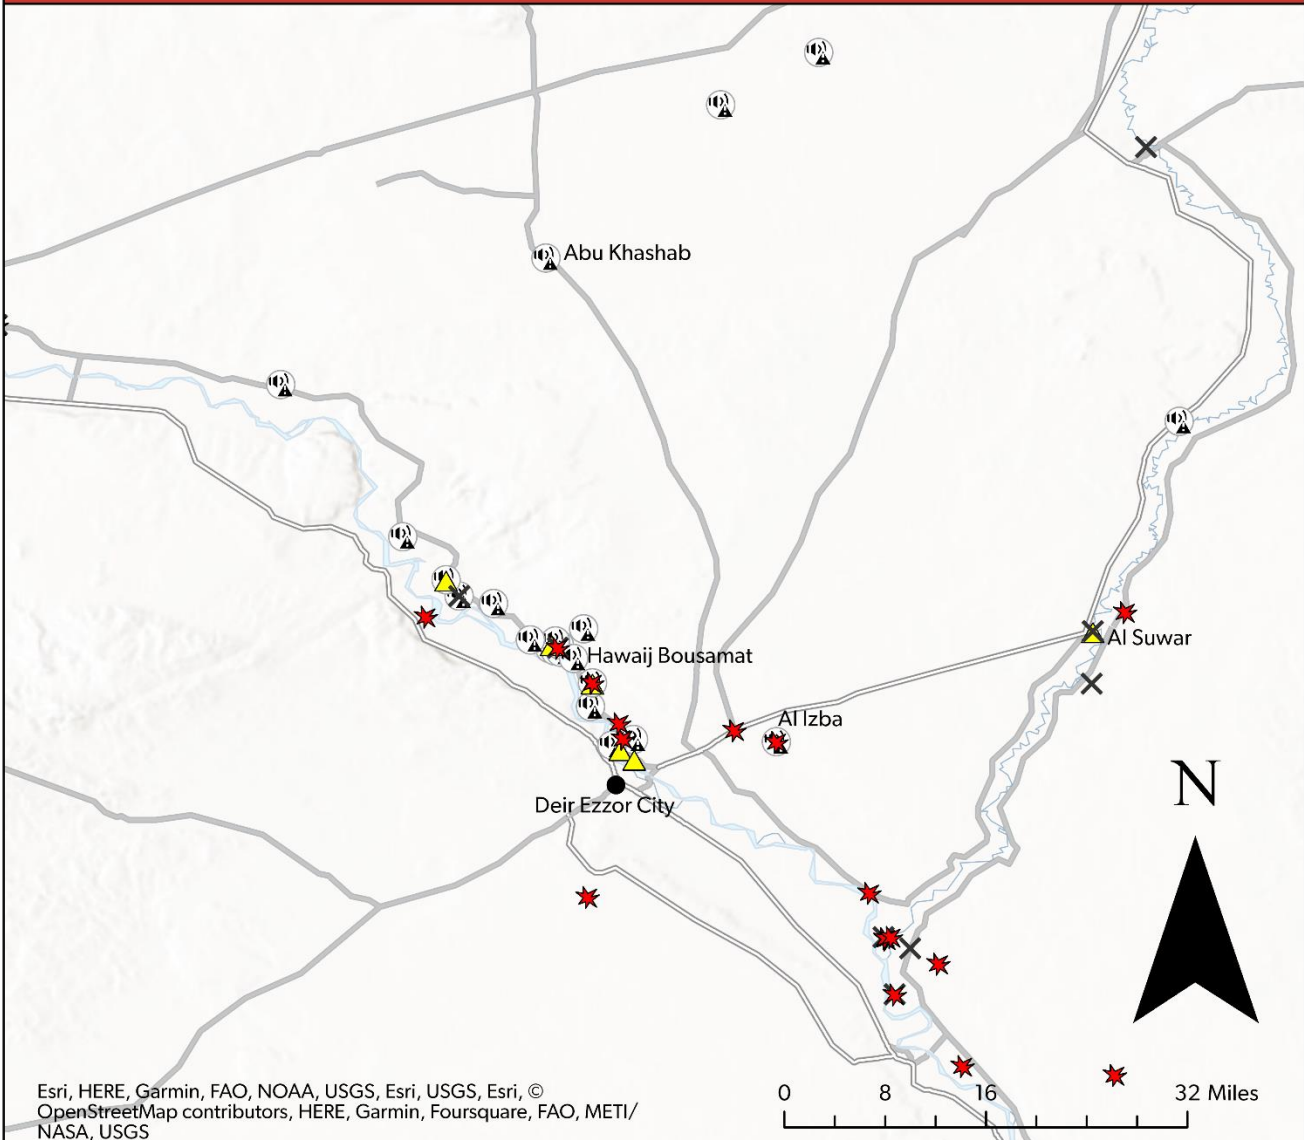 Abu Khashab
Hawaij Bousamat
Al Suwar
Al Izba
N
Deir Ezzor City
Esri, HERE, Garmin, FAO, NOAA, USGS, Esri, USGS, Esri, ©
OpenStreetMap contributors, HERE, Garmin, Foursquare, FAO, METI/
NASA, USGS
0 8 16 32 Miles